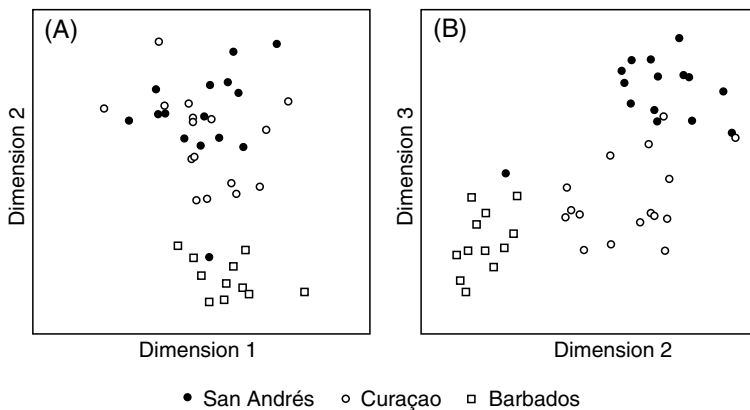 (A)
Dimension 2
Dimension 1
(B)
Dimension 3
Dimension 2
San Andrés Curaçao Barbados